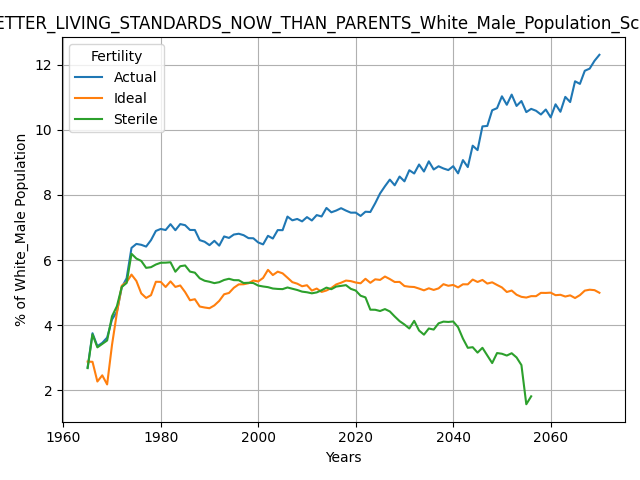 ETTER_LIVING_STANDARDS_NOW_THAN_PARENTS_White_Male_Population_Sc
Fertility
Actual
Ideal
Sterile
% of White_Male Population
12
10
8
6
4
2
1960 1980 2000 2020 2040 2060
Years